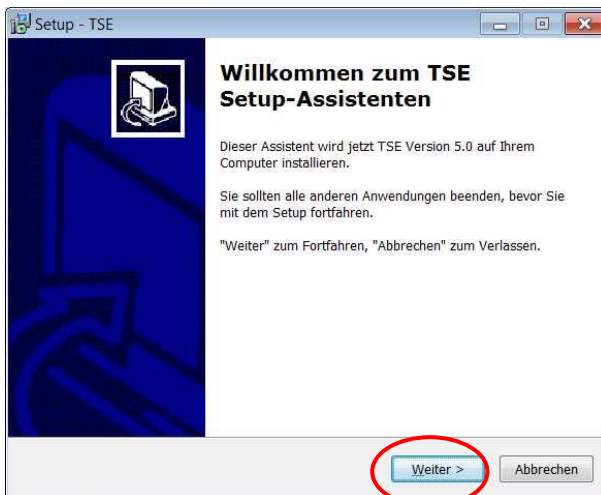 Setup - TSE
Willkommen zum TSE
Setup-Assistenten
Dieser Assistent wird jetzt TSE Version 5.0 auf Ihrem
Computer installieren.
Sie sollten alle anderen Anwendungen beenden, bevor Sie
mit dem Setup fortfahren.
"Weiter" zum Fortfahren, "Abbrechen" zum Verlassen.
Weiter >
Abbrechen